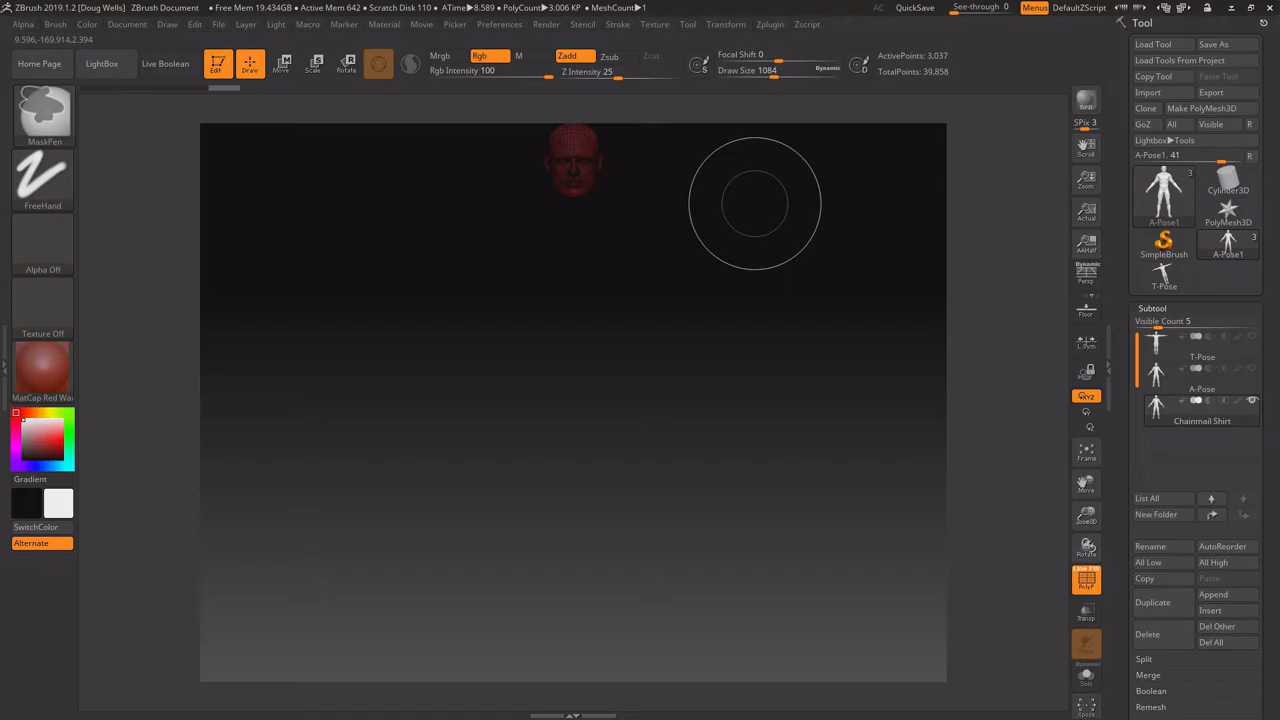 ZBrush 2019.1.2 [Doug Wells] ZBrush Document • Free Mem 19.434GB • Active Mem 642 • Scratch Disk 110 • ATime▶8.589 • PolyCount▶3.006 KP • MeshCount▶1 AC QuickSave See-through 0 Menus DefaultZScript
Alpha Brush Color Document Draw Edit File Layer Light Macro Marker Material Movie Picker Preferences Render Stencil Stroke Texture Tool Transform Zplugin Zscript
9.596,-169.914,2.394
Home Page LightBox Live Boolean Edit Draw Move Scale Rotate
Mrgb Rgb M Zadd Zsub Zcut
Rgb Intensity 100 Z Intensity 25
Focal Shift 0
Draw Size 1084 Dynamic
S
D
ActivePoints: 3,037
TotalPoints: 39,858
MaskPen
FreeHand
Alpha Off
Texture Off
MatCap Red Wax
Gradient
SwitchColor
Alternate
BPR
SPix 3
Scroll
Zoom
Actual
AAHalf
Dynamic
Persp
Floor
L.Sym
XYZ
Frame
Move
Zoom3D
Rotate
Line Fill
PolyF
Transp
Dynamic
Solo
Xpose
Tool
Load Tool Save As
Load Tools From Project
Copy Tool Paste Tool
Import Export
Clone Make PolyMesh3D
GoZ All Visible R
Lightbox▶Tools
A-Pose1. 41 R
3
A-Pose1
Cylinder3D
PolyMesh3D
SimpleBrush
3
A-Pose1
T-Pose
Subtool
Visible Count 5
T-Pose
A-Pose
Chainmail Shirt
List All
New Folder
Rename AutoReorder
All Low All High
Copy Paste
Duplicate Append
Insert
Delete Del Other
Del All
Split
Merge
Boolean
Remesh